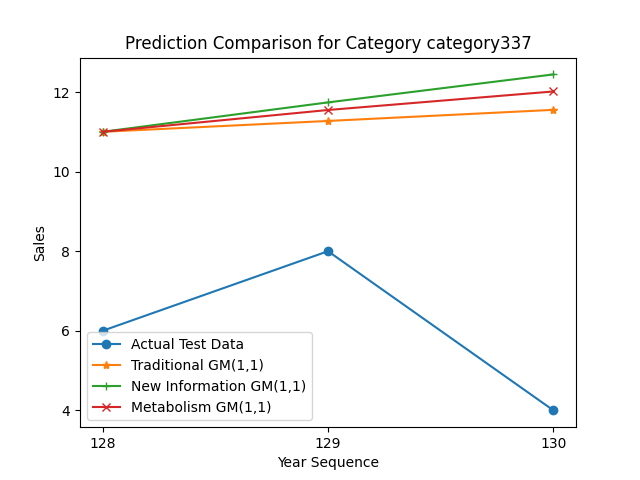 Prediction Comparison for Category category337
12
10
8
6
4
Sales
Actual Test Data
Traditional GM(1,1)
New Information GM(1,1)
Metabolism GM(1,1)
128 129 130
Year Sequence